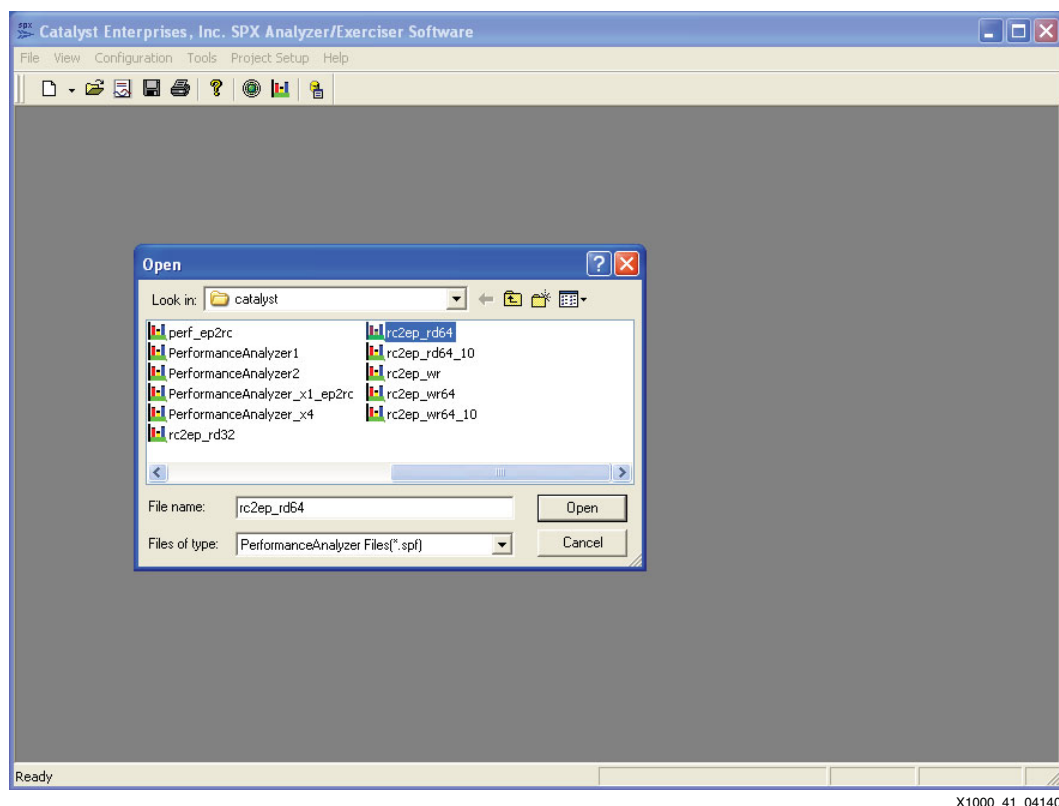 spx
Catalyst Enterprises, Inc. SPX Analyzer/Exerciser Software
File View Configuration Tools Project Setup Help
Open
Look in: catalyst
perf_ep2rc
PerformanceAnalyzer1
PerformanceAnalyzer2
PerformanceAnalyzer_x1_ep2rc
PerformanceAnalyzer_x4
rc2ep_rd32
rc2ep_rd64
rc2ep_rd64_10
rc2ep_wr
rc2ep_wr64
rc2ep_wr64_10
File name: rc2ep_rd64 Open
Files of type: PerformanceAnalyzer Files(*.spf) Cancel
Ready
X1000_41_04140